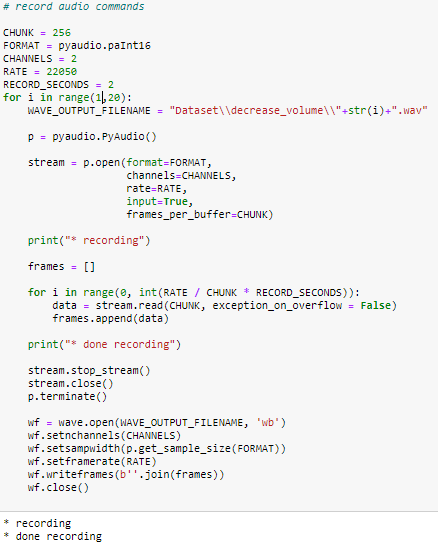 # record audio commands
CHUNK = 256
FORMAT = pyaudio.paInt16
CHANNELS = 2
RATE = 22050
RECORD_SECONDS = 2
for i in range(1,20):
    WAVE_OUTPUT_FILENAME = "Dataset\\decrease_volume\\"+str(i)+".wav"
    p = pyaudio.PyAudio()
    stream = p.open(format=FORMAT,
                    channels=CHANNELS,
                    rate=RATE,
                    input=True,
                    frames_per_buffer=CHUNK)
    print("* recording")
    frames = []
    for i in range(0, int(RATE / CHUNK * RECORD_SECONDS)):
        data = stream.read(CHUNK, exception_on_overflow = False)
        frames.append(data)
    print("* done recording")
    stream.stop_stream()
    stream.close()
    p.terminate()
    wf = wave.open(WAVE_OUTPUT_FILENAME, 'wb')
    wf.setnchannels(CHANNELS)
    wf.setsampwidth(p.get_sample_size(FORMAT))
    wf.setframerate(RATE)
    wf.writeframes(b''.join(frames))
    wf.close()
* recording
* done recording